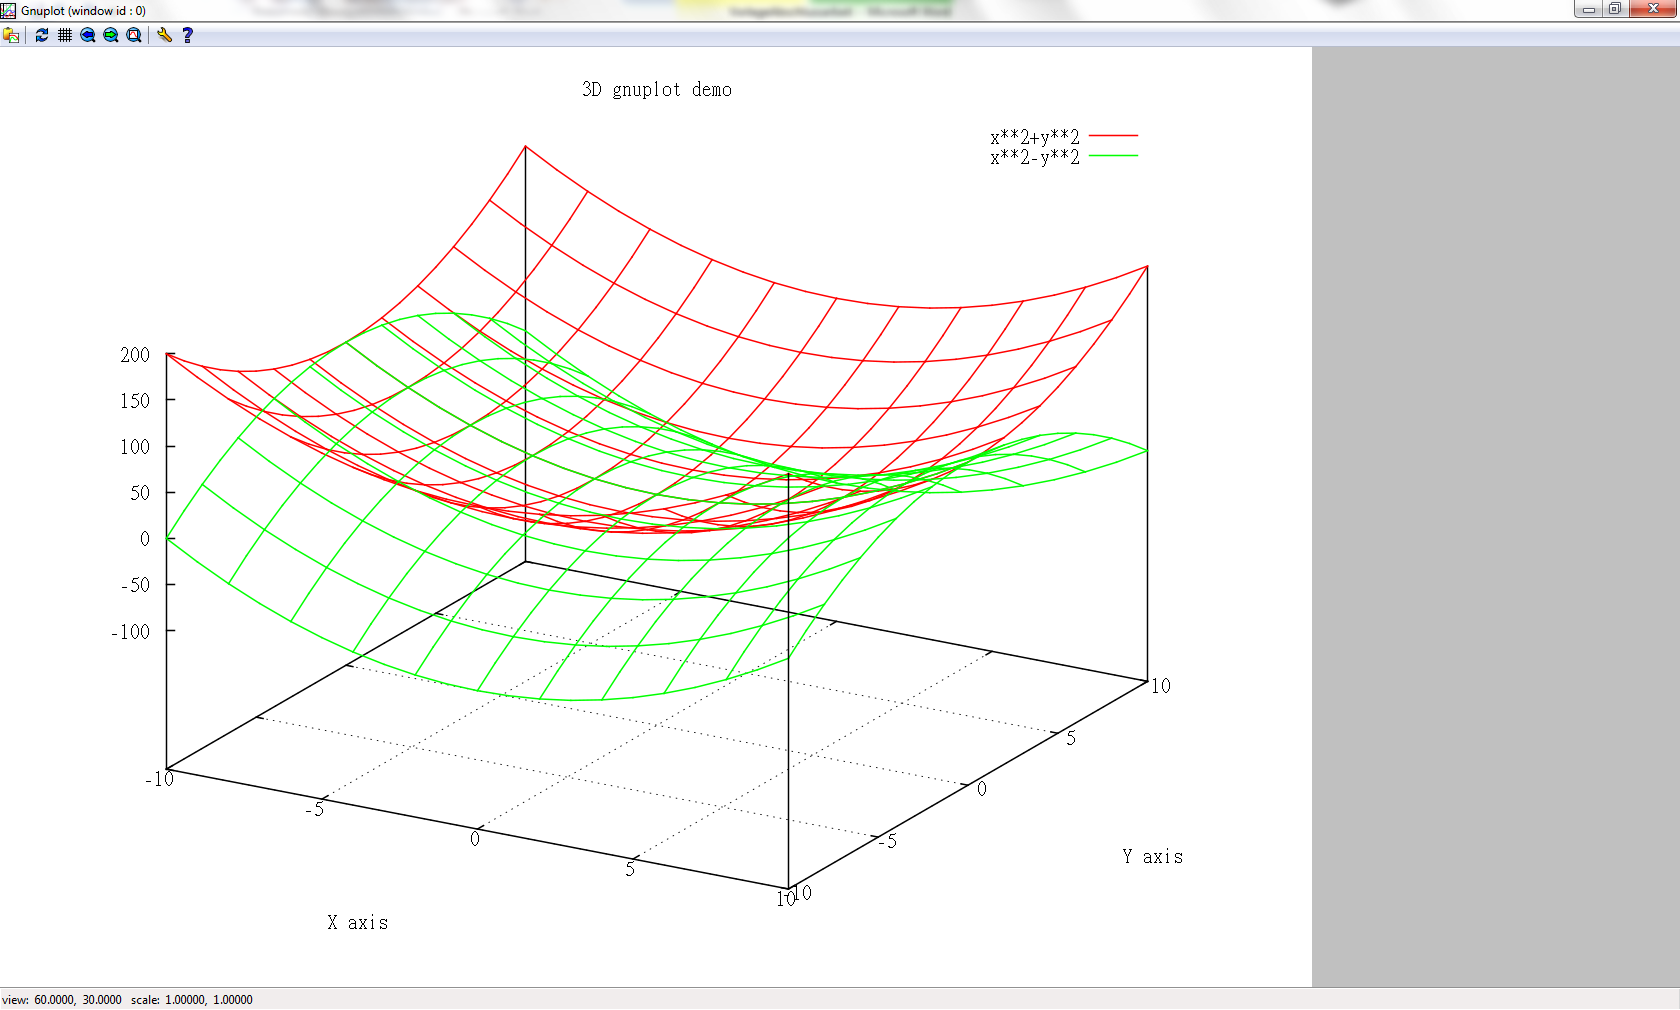 Gnuplot (window id : 0)
3D gnuplot demo
x**2+y**2
x**2-y**2
200
150
100
50
0
-50
-100
-10
-5
0
5
10
-10
-5
0
5
10
X axis
Y axis
view: 60.0000, 30.0000 scale: 1.00000, 1.00000